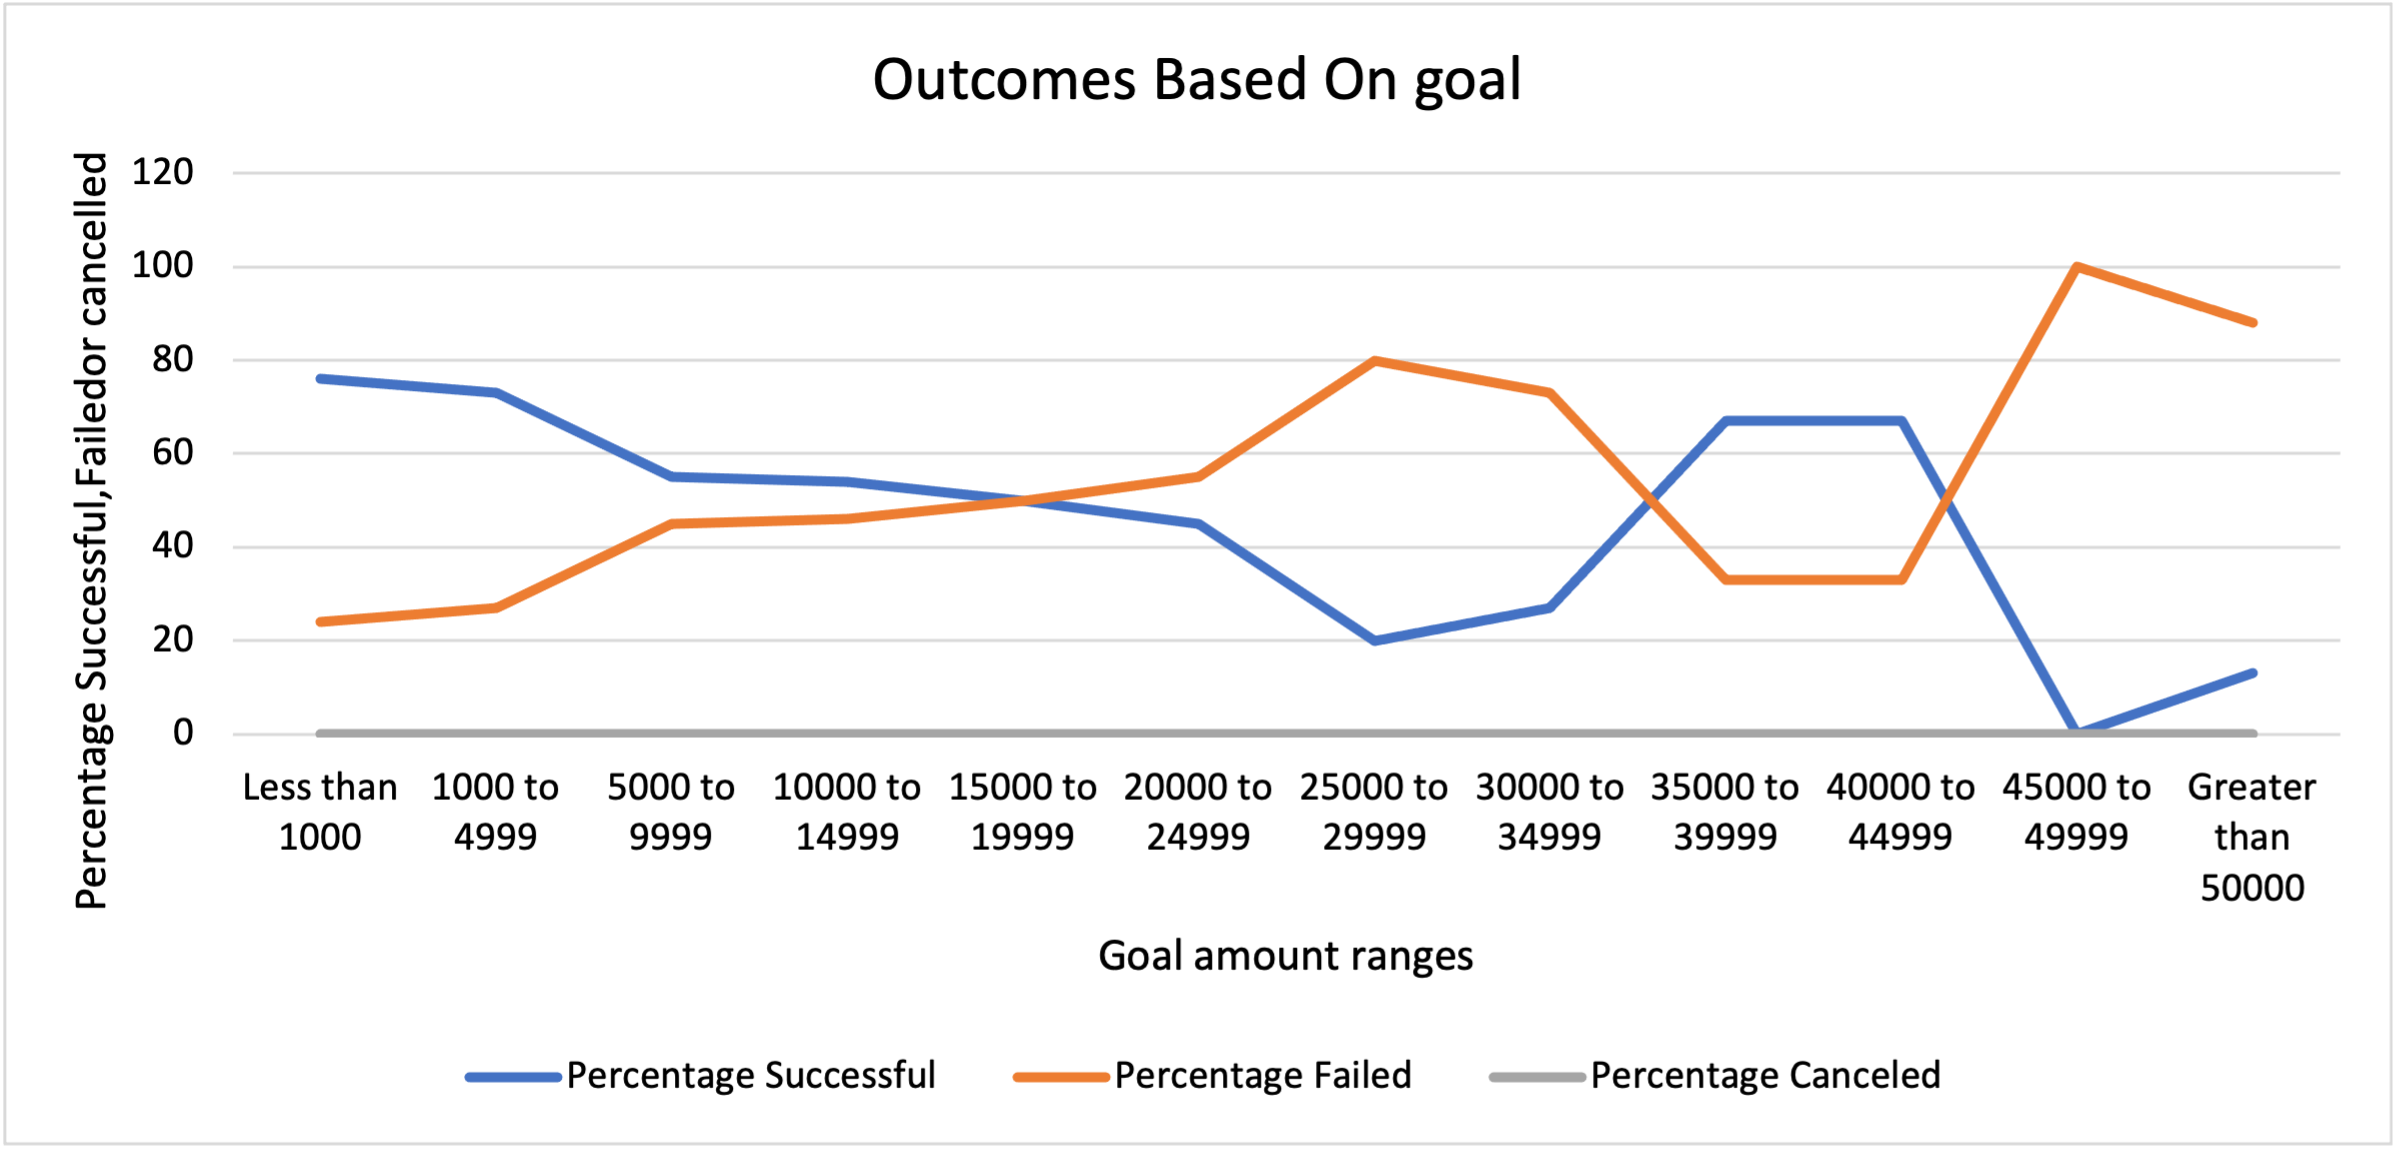 Outcomes Based On goal
Percentage Successful,Failedor cancelled
120
100
80
60
40
20
0
Less than 1000
1000 to 4999
5000 to 9999
10000 to 14999
15000 to 19999
20000 to 24999
25000 to 29999
30000 to 34999
35000 to 39999
40000 to 44999
45000 to 49999
Greater than 50000
Goal amount ranges
Percentage Successful
Percentage Failed
Percentage Canceled